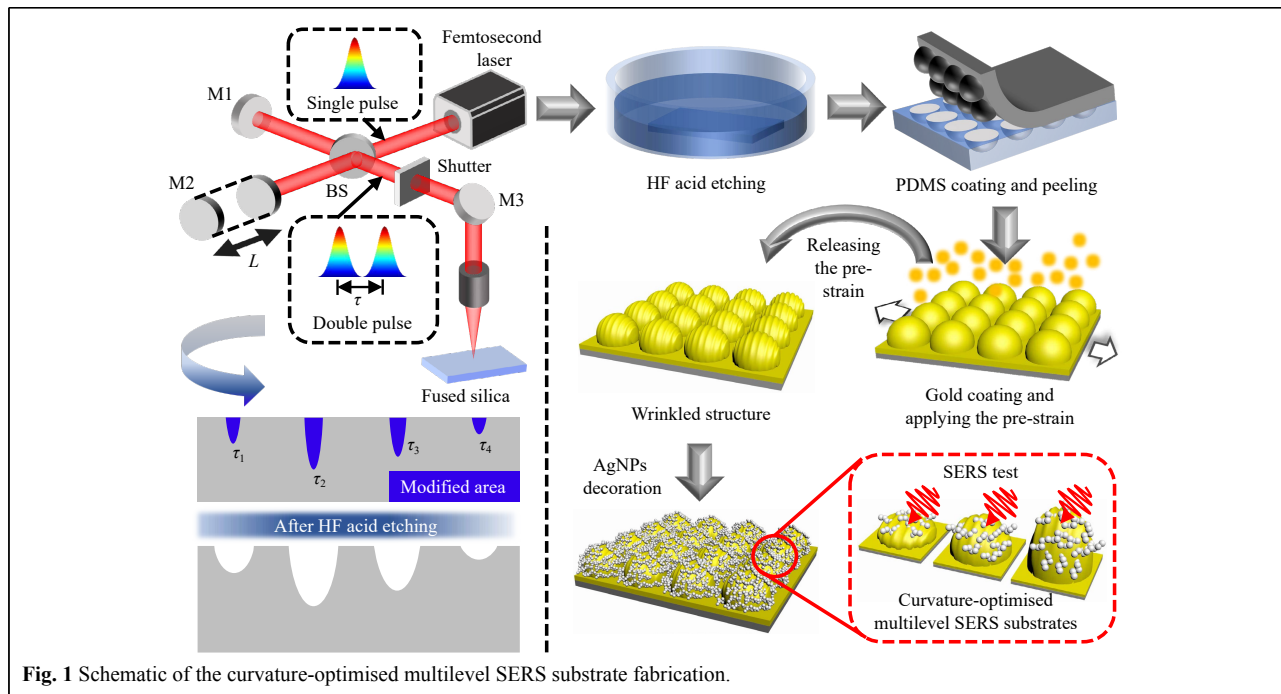 Femtosecond
laser
M1
Single pulse
Shutter
M2
BS
M3
L
τ
Double pulse
Fused silica
HF acid etching
PDMS coating and peeling
Releasing
the pre-
strain
Wrinkled structure
Gold coating and
applying the pre-strain
AgNPs
decoration
SERS test
Curvature-optimised
multilevel SERS substrates
τ1
τ2
τ3
τ4
Modified area
After HF acid etching
Fig. 1 Schematic of the curvature-optimised multilevel SERS substrate fabrication.